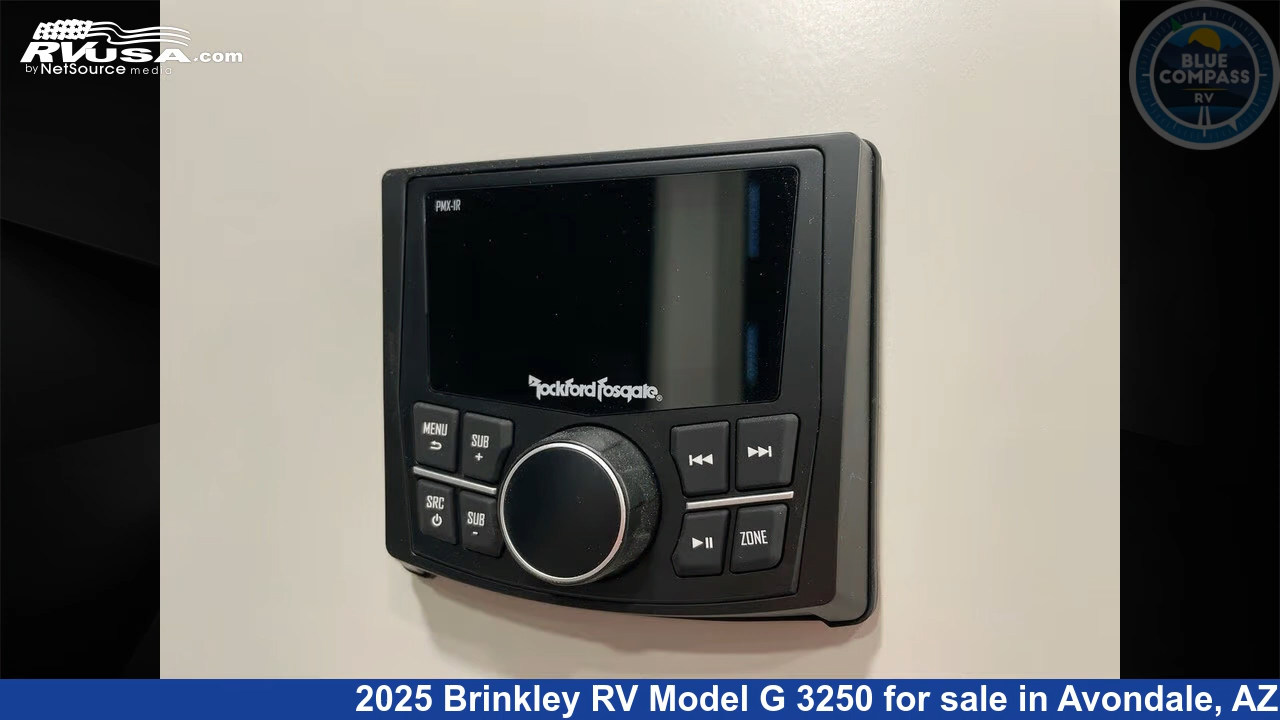 RVUSA.com
by NetSource media
BLUE
COMPASS
RV
PMX-1R
Rockford Fosgate®
MENU
SUB
+
SRC
SUB
-
ZONE
2025 Brinkley RV Model G 3250 for sale in Avondale, AZ